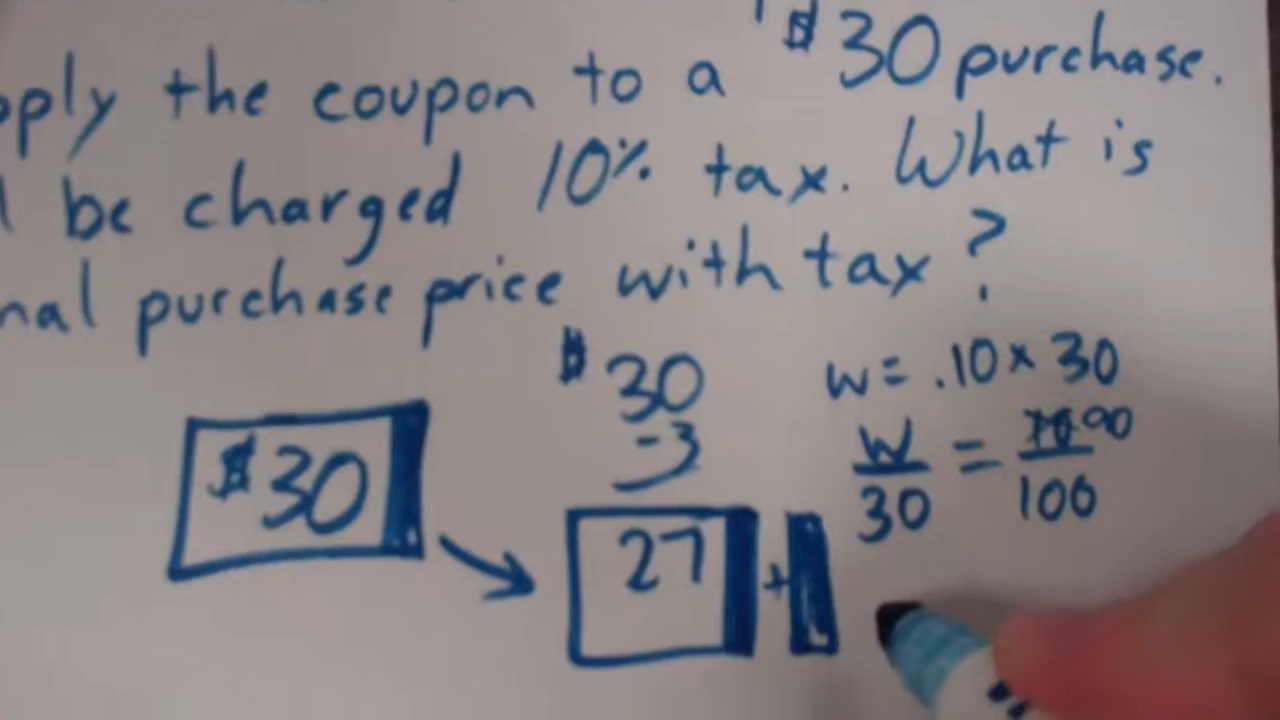 $30 purchase.
pply the coupon to a
be charged 10% tax. What is
nal purchase price with tax?
$30
-3
w = .10 x 30
W/30 = 90/100
$30
27 +